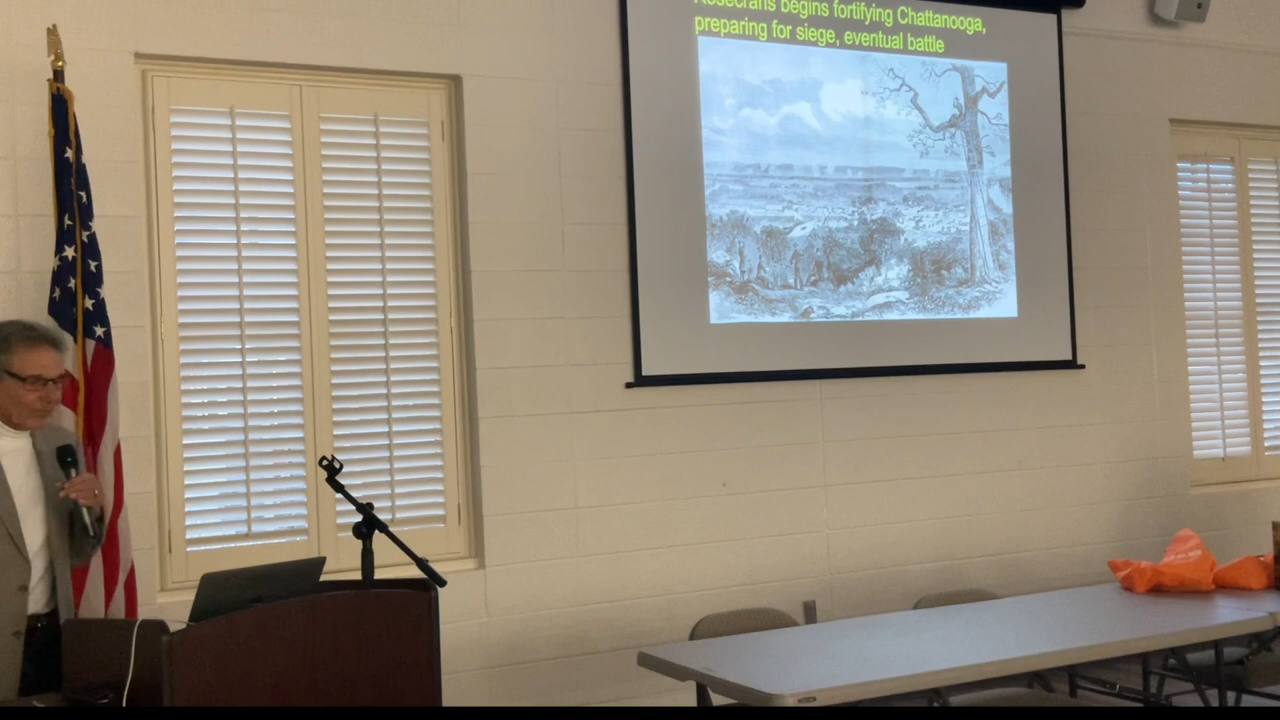 Rosecrans begins fortifying Chattanooga,
preparing for siege, eventual battle